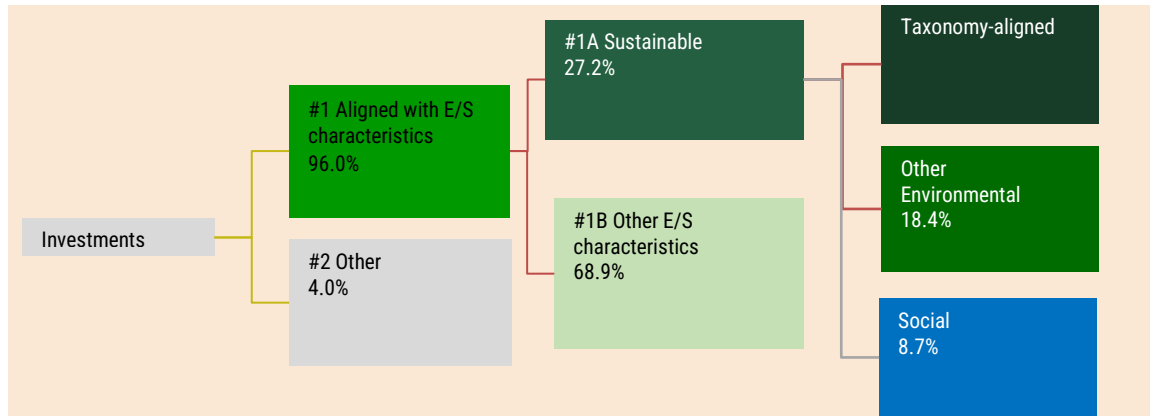 Investments
#1 Aligned with E/S
characteristics
96.0%
#2 Other
4.0%
#1A Sustainable
27.2%
#1B Other E/S
characteristics
68.9%
Taxonomy-aligned
Other
Environmental
18.4%
Social
8.7%